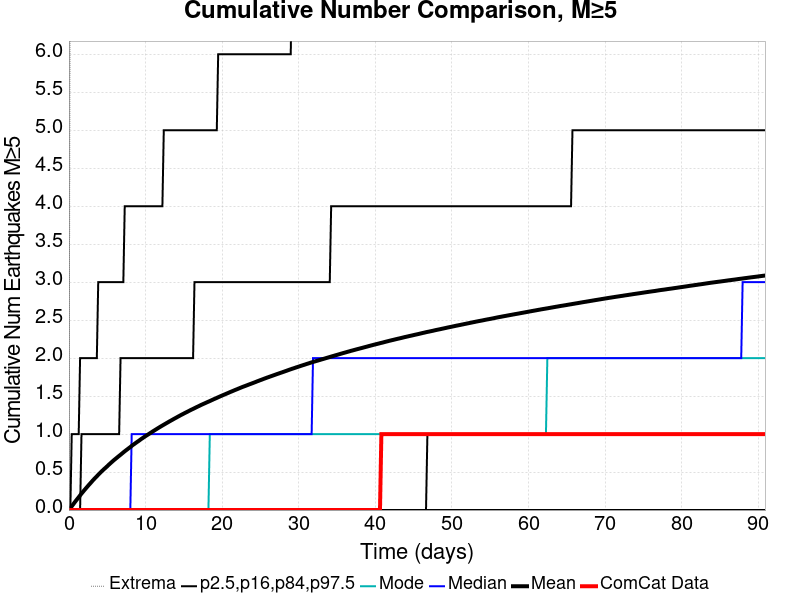 Cumulative Number Comparison, M≥5
Cumulative Num Earthquakes M≥5
6.0
5.5
5.0
4.5
4.0
3.5
3.0
2.5
2.0
1.5
1.0
0.5
0.0
0 10 20 30 40 50 60 70 80 90
Time (days)
Extrema p2.5,p16,p84,p97.5 Mode Median Mean ComCat Data